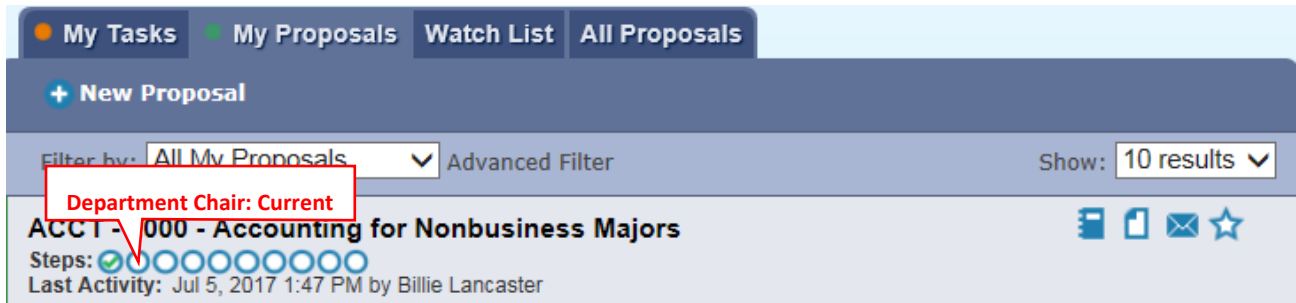 My Tasks My Proposals Watch List All Proposals
New Proposal
Filter by: All My Proposals Advanced Filter Show: 10 results
Department Chair: Current
ACCT - 000 - Accounting for Nonbusiness Majors
Steps:
Last Activity: Jul 5, 2017 1:47 PM by Billie Lancaster